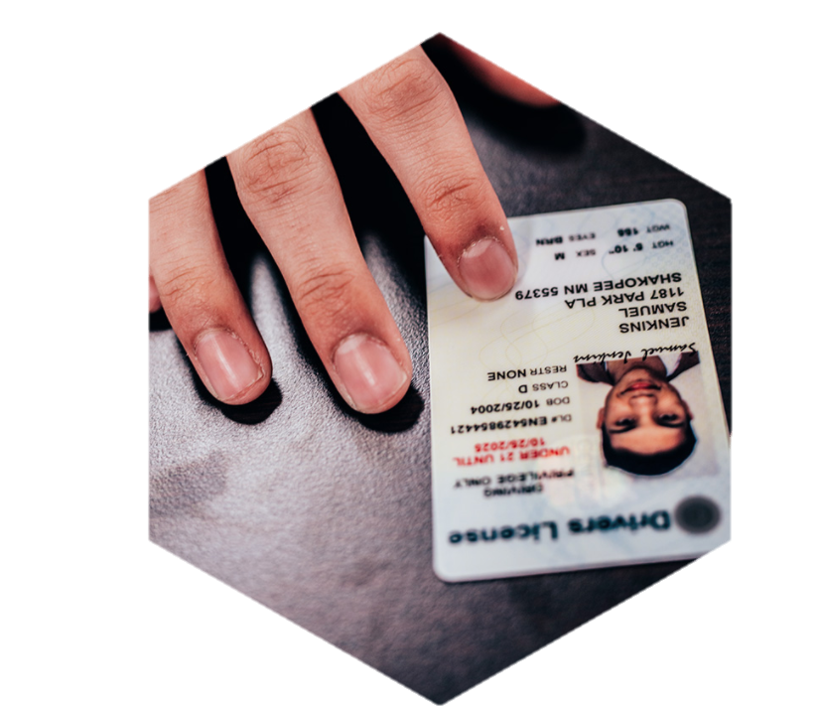 Drivers License
DRIVING
PRIVILEGE ONLY
UNDER 21 UNTIL
10/25/2025
DL# EN5429854421
DOB 10/25/2004
CLASS D
RESTR NONE
Samuel Jenkins
JENKINS
SAMUEL
1187 PARK PLA
SHAKOPEE MN 55379
HGT 6'10" SEX M
WGT 155 EYES BRN